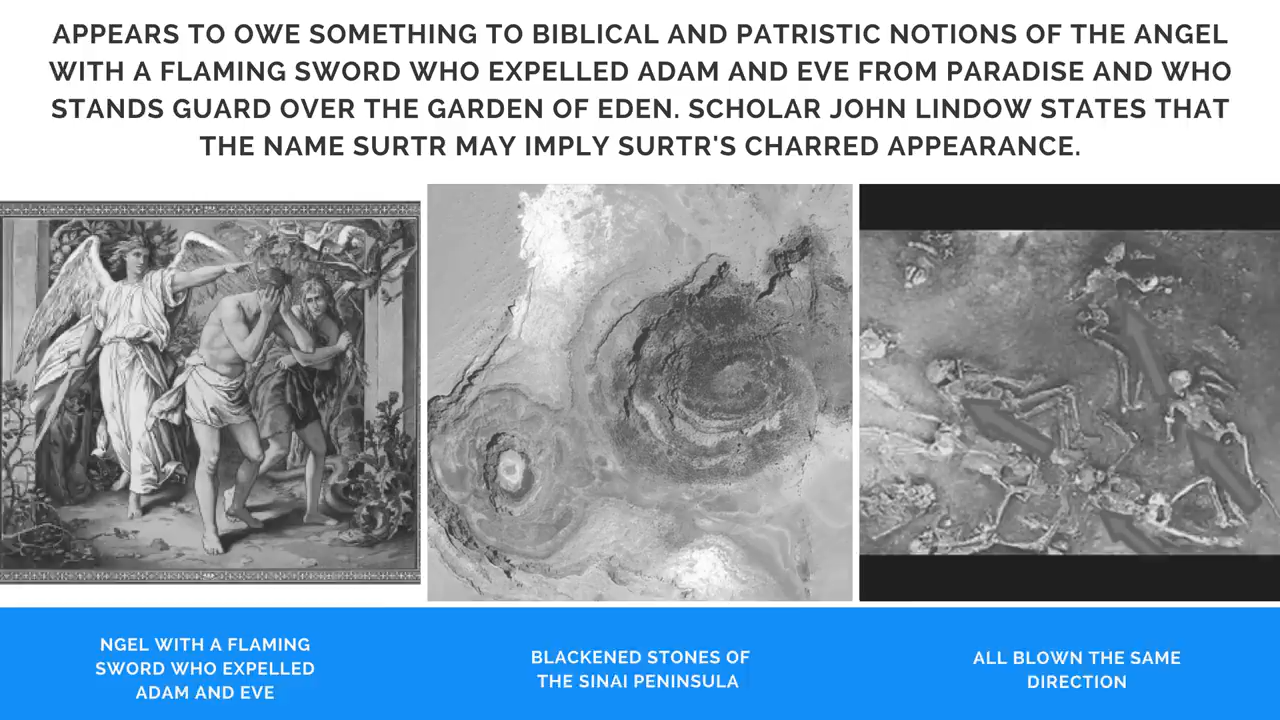 APPEARS TO OWE SOMETHING TO BIBLICAL AND PATRISTIC NOTIONS OF THE ANGEL
WITH A FLAMING SWORD WHO EXPELLED ADAM AND EVE FROM PARADISE AND WHO
STANDS GUARD OVER THE GARDEN OF EDEN. SCHOLAR JOHN LINDOW STATES THAT
THE NAME SURTR MAY IMPLY SURTR'S CHARRED APPEARANCE.
NGEL WITH A FLAMING
SWORD WHO EXPELLED
ADAM AND EVE
BLACKENED STONES OF
THE SINAI PENINSULA
ALL BLOWN THE SAME
DIRECTION